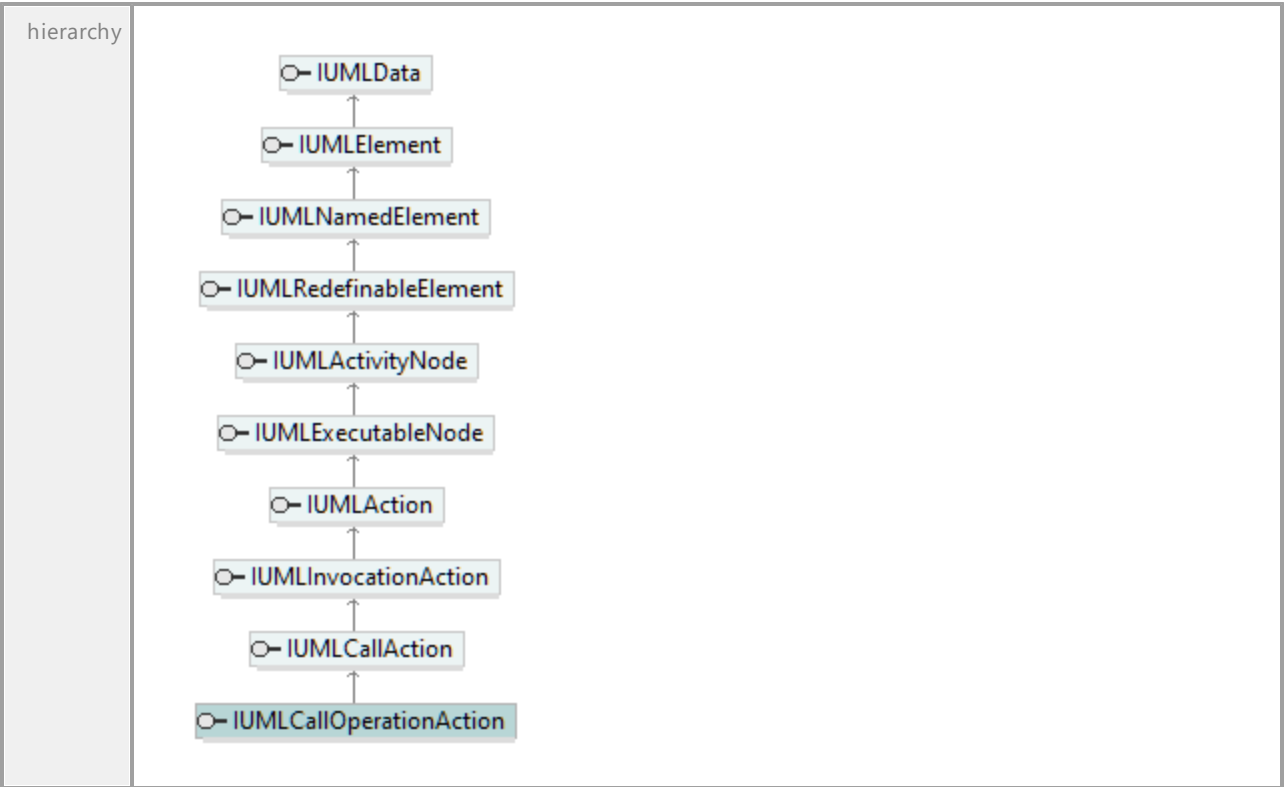 hierarchy
IUMLData
IUMLElement
IUMLNamedElement
IUMLRedefinableElement
IUMLActivityNode
IUMLExecutableNode
IUMLAction
IUMLInvocationAction
IUMLCallAction
IUMLCallOperationAction